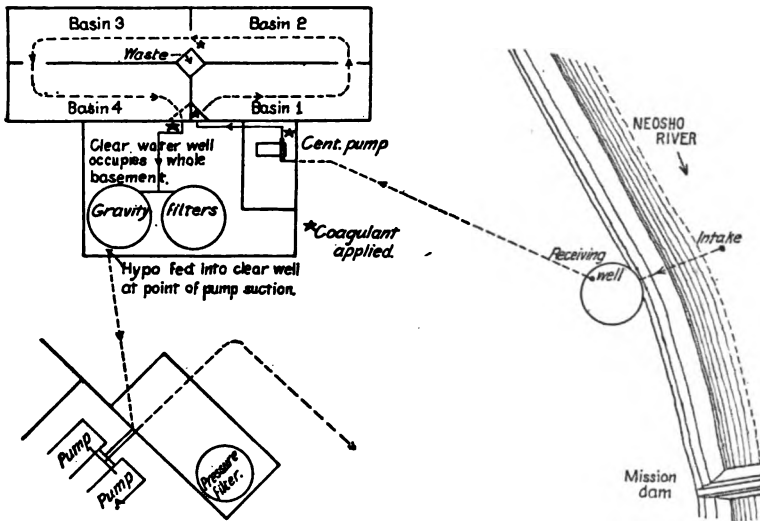 Basin 3
Basin 2
Waste
Basin 4
Basin 1
Clear water well
occupies whole
basement.
Cent. pump
Gravity
filters
*Coagulant
applied.
Hypo Fed into clear well
at point of pump suction.
Pump
Pump
Pressure
filter.
NEOSHO
RIVER
Intake
Receiving
well
Mission
dam